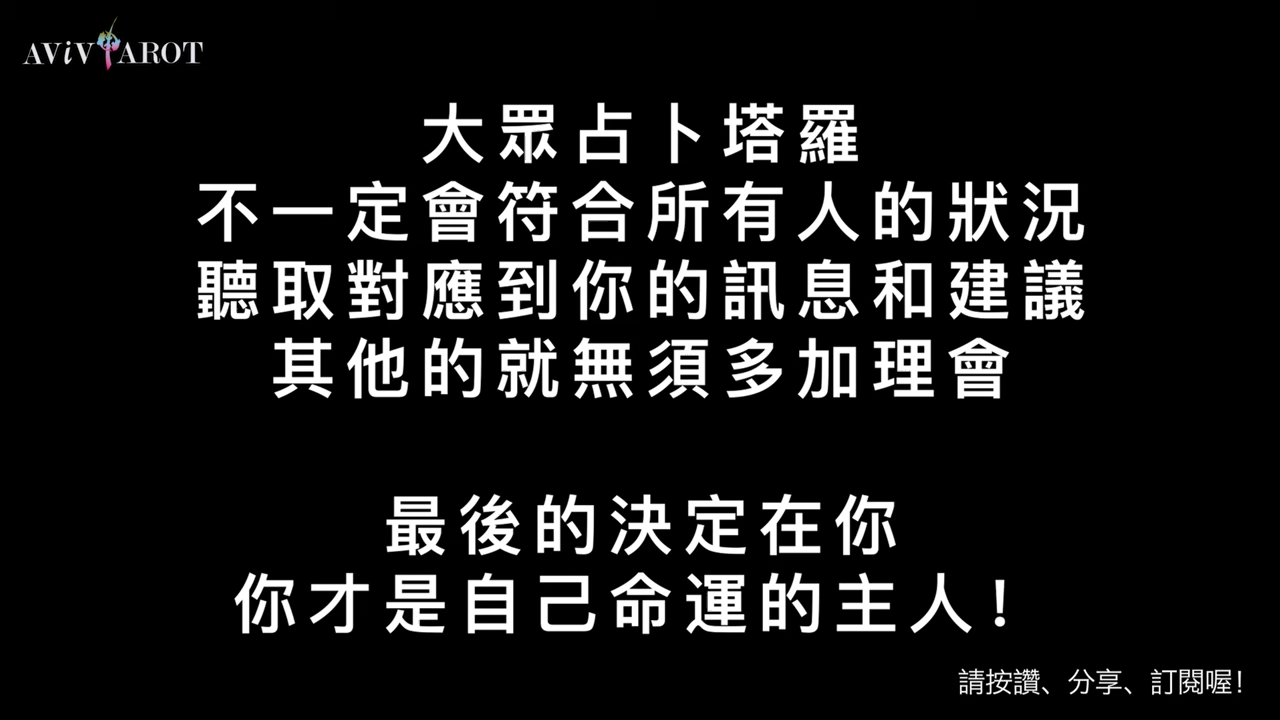 AViVTAROT
大眾占卜塔羅
不一定會符合所有人的狀況
聽取對應到你的訊息和建議
其他的就無須多加理會
最後的決定在你
你才是自己命運的主人！
請按讚、分享、訂閱喔！